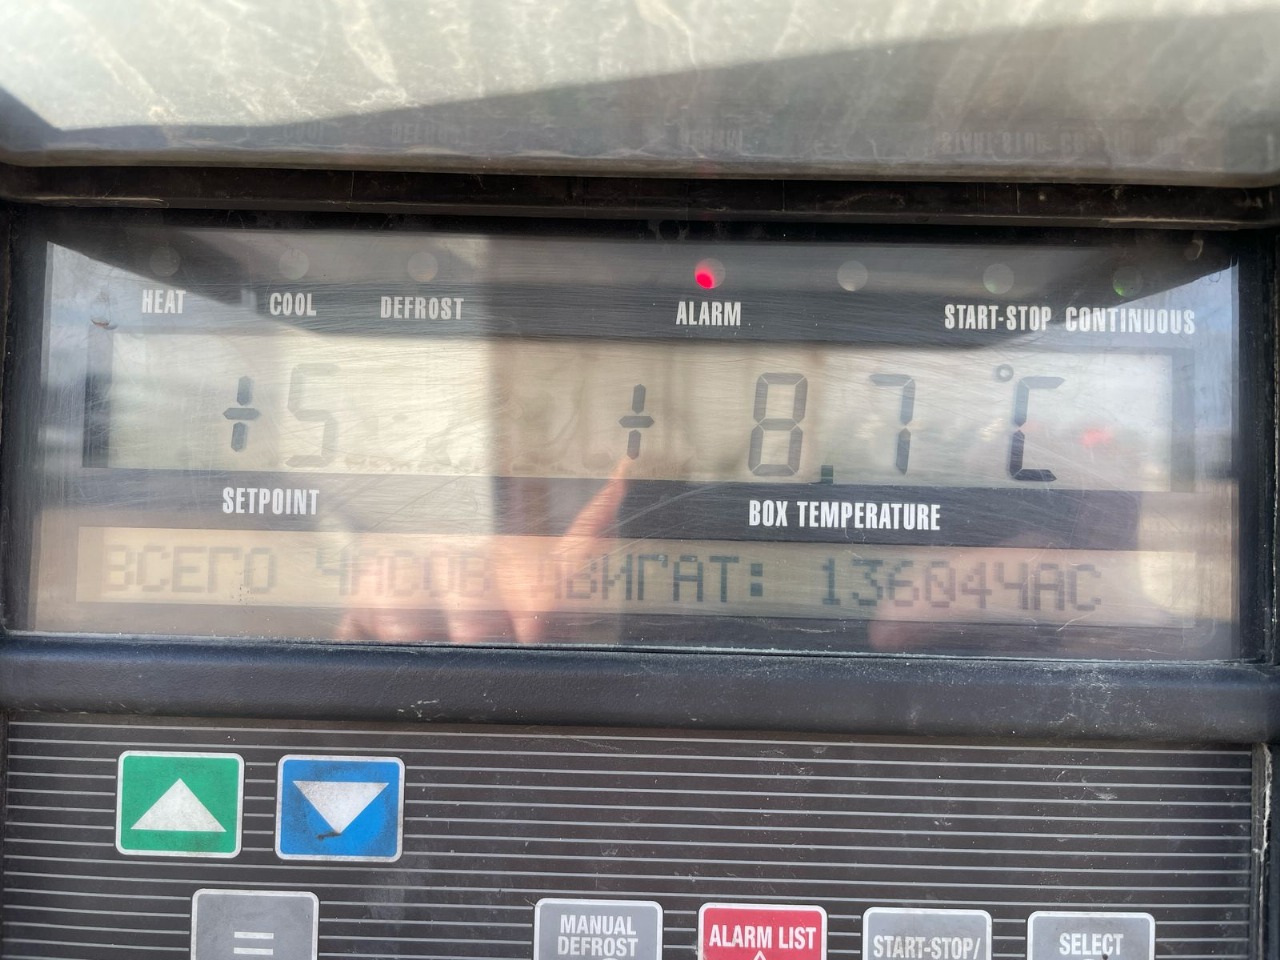 HEAT COOL DEFROST ALARM START-STOP CONTINUOUS
+5 +8.7 °C
SETPOINT BOX TEMPERATURE
ВСЕГО ЧАСОВ ДВИГАТ: 13604ЧАС
MANUAL DEFROST
ALARM LIST
START-STOP/
SELECT
=